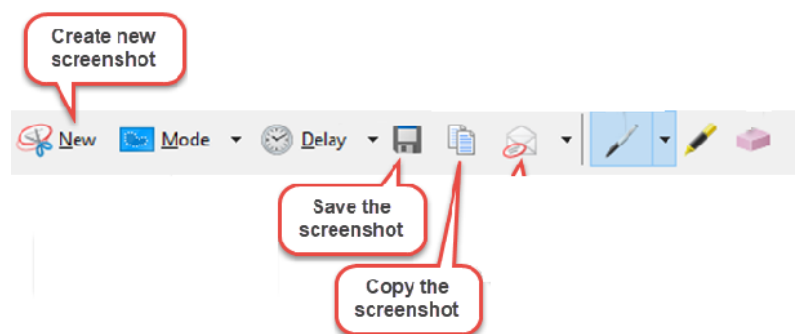 Create new
screenshot
New Mode Delay
Save the
screenshot
Copy the
screenshot